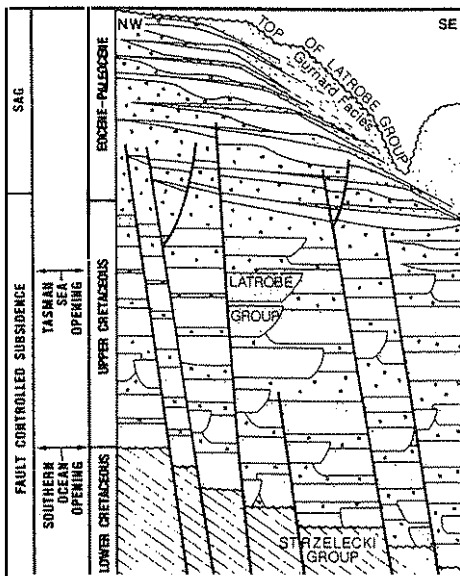 NW
SE
TOP OF LATROBE GROUP
Gurnard Facies
SAG
FAULT CONTROLLED SUBSIDENCE
TASMAN
SEA
OPENING
SOUTHERN
OCEAN
OPENING
EOCENE-PALEOCENE
UPPER CRETACEOUS
LOWER CRETACEOUS
LATROBE
GROUP
STRZELECKI
GROUP